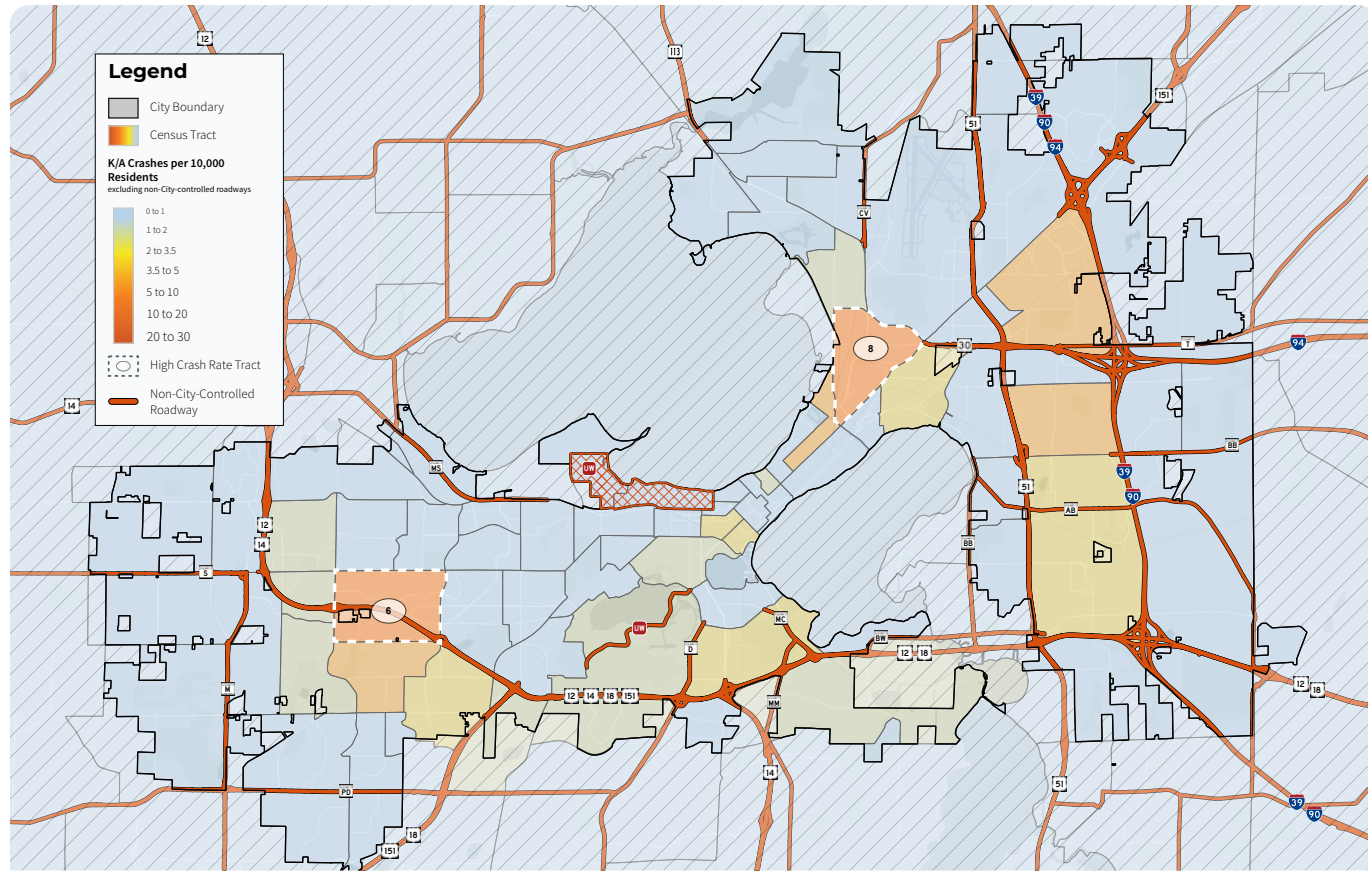 Legend
City Boundary
Census Tract
K/A Crashes per 10,000
Residents
excluding non-City-controlled roadways
0 to 1
1 to 2
2 to 3.5
3.5 to 5
5 to 10
10 to 20
20 to 30
High Crash Rate Tract
Non-City-Controlled
Roadway
12
113
39
151
51
90
94
CV
8
30
T
94
14
BB
MS
UW
39
51
90
12
AB
14
BB
S
6
MC
UW
BW
D
12 18
M
12 14 18 151
12
18
MM
14
51
PD
39
90
18
151